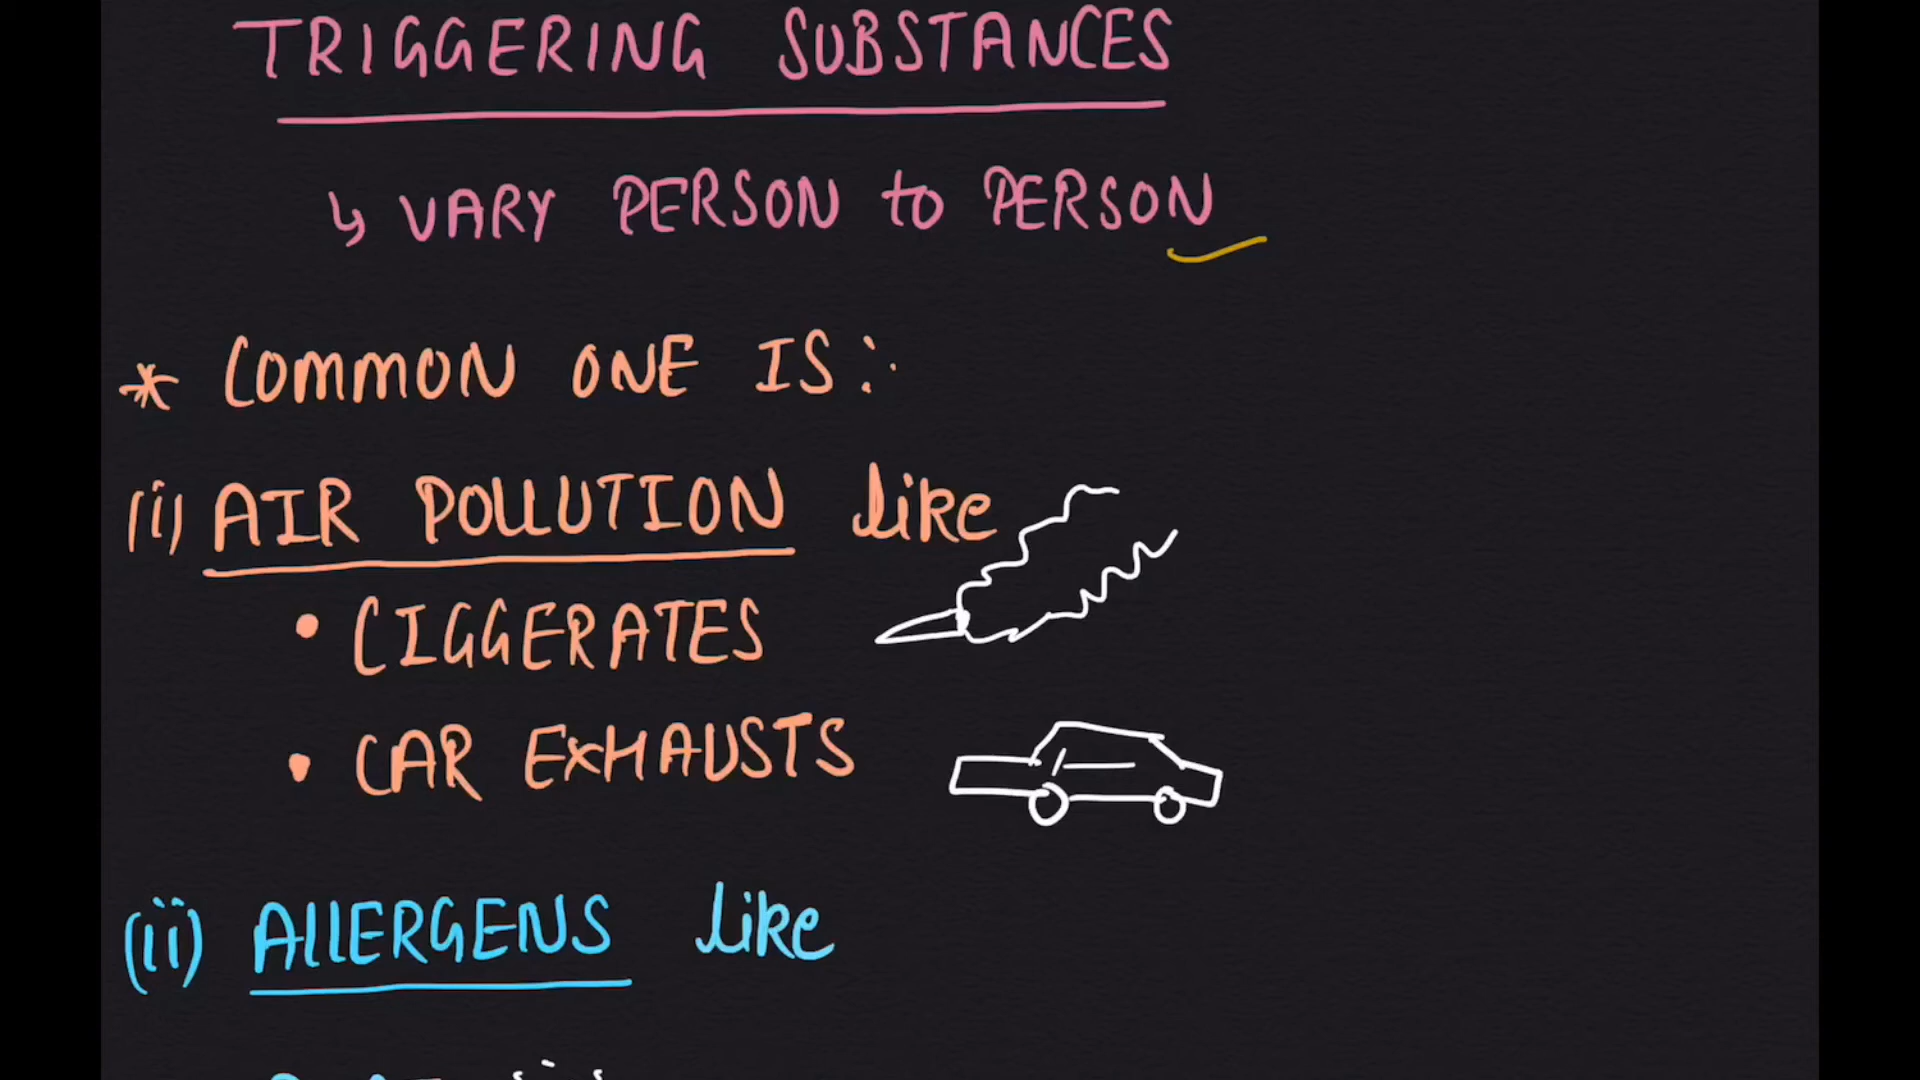 TRIGGERING SUBSTANCES
↳ VARY PERSON to PERSON
* COMMON ONE IS :-
(i) AIR POLLUTION like
• CIGGERATES
• CAR EXHAUSTS
(ii) ALLERGENS like